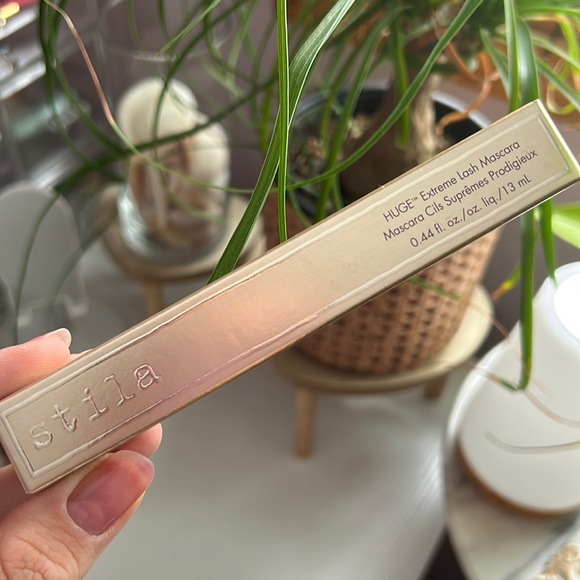 stila
HUGE™ Extreme Lash Mascara
Mascara Cils Suprêmes Prodigieux
0.44 fl. oz./oz. liq./13 mL